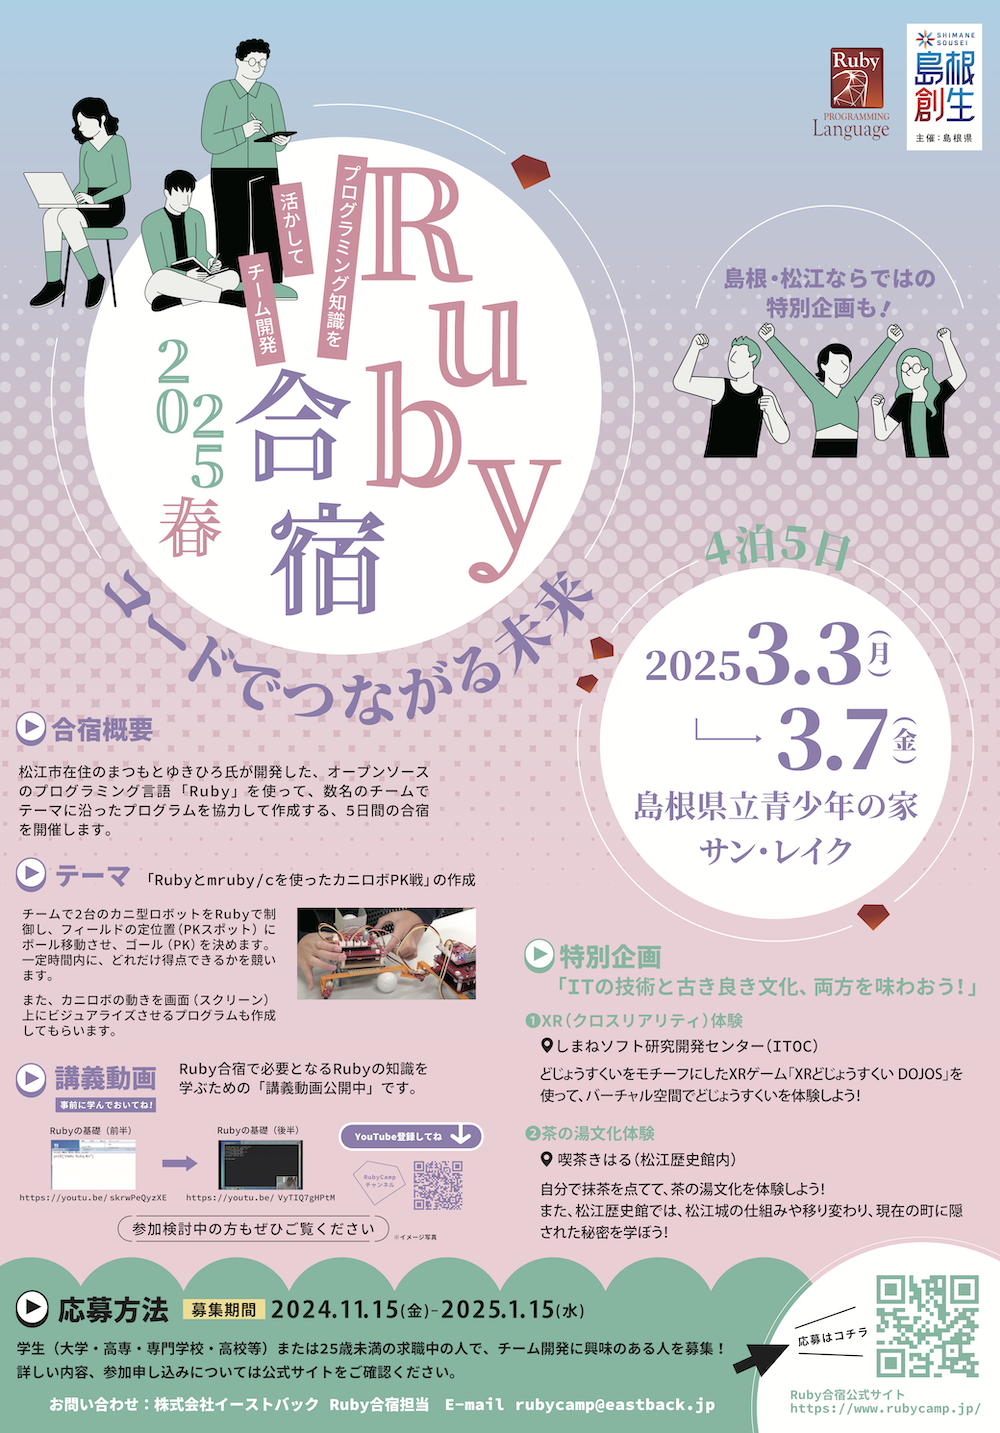 Ruby
PROGRAMMING
Language
SHIMANE
SOUSEI
島根
創生
主催：島根県
プログラミング知識を
活かして
チーム開発
Ruby
合宿
2025
春
コードでつながる未来
島根・松江ならではの
特別企画も！
4泊5日
2025 3.3（月）
3.7（金）
島根県立青少年の家
サン・レイク
合宿概要
松江市在住のまつもとゆきひろ氏が開発した、オープンソース
のプログラミング言語「Ruby」を使って、数名のチームで
テーマに沿ったプログラムを協力して作成する、5日間の合宿
を開催します。
テーマ 「Rubyとmruby/cを使ったカニロボPK戦」の作成
チームで2台のカニ型ロボットをRubyで制
御し、フィールドの定位置（PKスポット）に
ボール移動させ、ゴール（PK）を決めます。
一定時間内に、どれだけ得点できるかを競い
ます。
また、カニロボの動きを画面（スクリーン）
上にビジュアライズさせるプログラムも作成
してもらいます。
講義動画
事前に学んでおいてね！
Ruby合宿で必要となるRubyの知識を
学ぶための「講義動画公開中」です。
Rubyの基礎（前半）
https://youtu.be/skrwPeQyzXE
Rubyの基礎（後半）
https://youtu.be/VyTIQ7gHPtM
YouTube登録してね
RubyCamp
チャンネル
参加検討中の方もぜひご覧ください
※イメージ写真
特別企画
「ITの技術と古き良き文化、両方を味わおう！」
❶XR（クロスリアリティ）体験
しまねソフト研究開発センター（ITOC）
どじょうすくいをモチーフにしたXRゲーム「XRどじょうすくい DOJOS」を
使って、バーチャル空間でどじょうすくいを体験しよう！
❷茶の湯文化体験
喫茶きはる（松江歴史館内）
自分で抹茶を点てて、茶の湯文化を体験しよう！
また、松江歴史館では、松江城の仕組みや移り変わり、現在の町に隠
された秘密を学ぼう！
応募方法 募集期間 2024.11.15(金)-2025.1.15(水)
学生（大学・高専・専門学校・高校等）または25歳未満の求職中の人で、チーム開発に興味のある人を募集！
詳しい内容、参加申し込みについては公式サイトをご確認ください。
お問い合わせ：株式会社イーストバック Ruby合宿担当 E-mail rubycamp@eastback.jp
応募はコチラ
Ruby合宿公式サイト
https://www.rubycamp.jp/